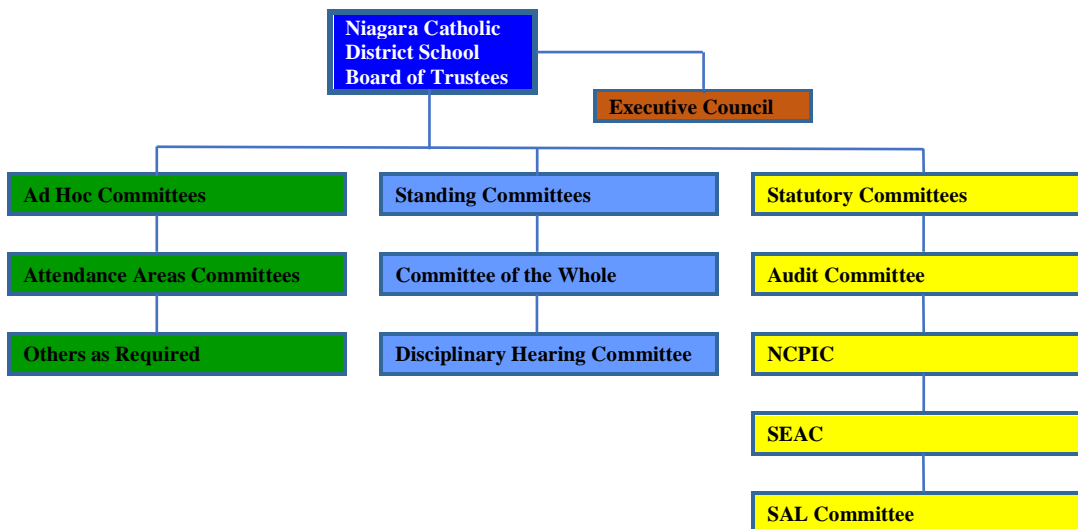 Niagara Catholic
District School
Board of Trustees
Executive Council
Ad Hoc Committees
Standing Committees
Statutory Committees
Attendance Areas Committees
Committee of the Whole
Audit Committee
Others as Required
Disciplinary Hearing Committee
NCPIC
SEAC
SAL Committee